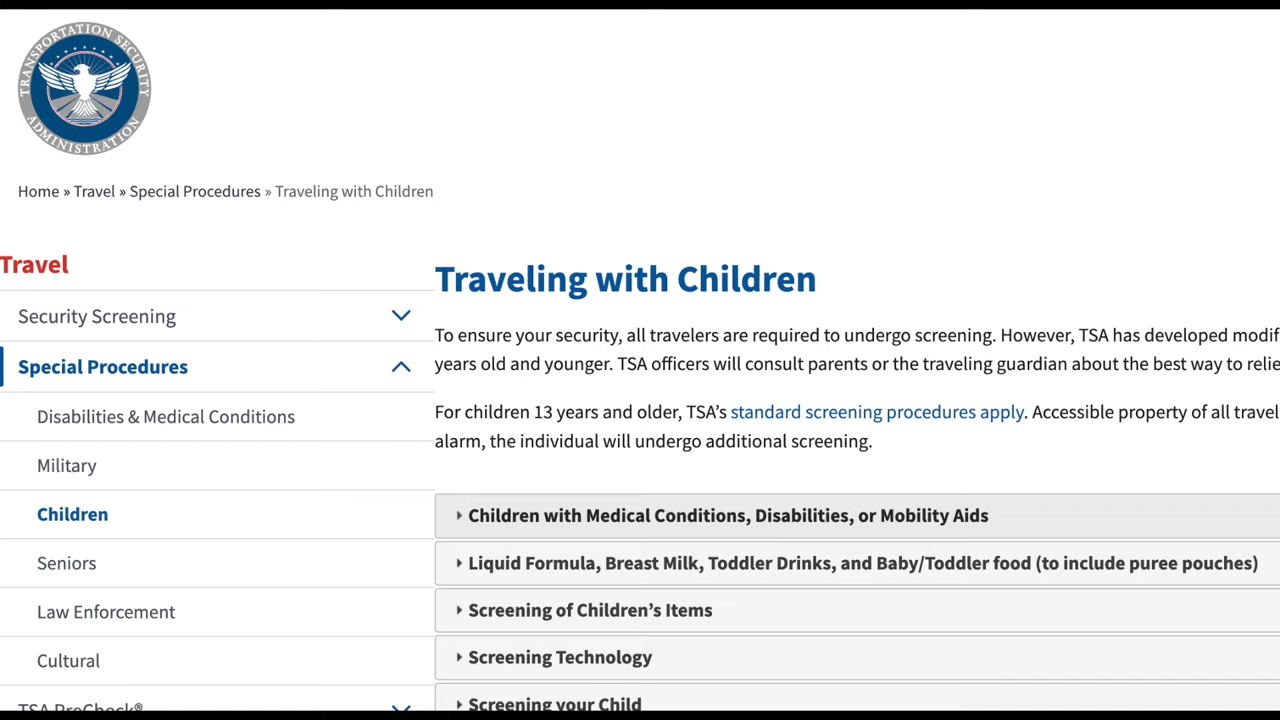 TRANSPORTATION SECURITY
ADMINISTRATION
Home » Travel » Special Procedures » Traveling with Children
Travel
Security Screening
Special Procedures
Disabilities & Medical Conditions
Military
Children
Seniors
Law Enforcement
Cultural
TSA PreCheck®
Traveling with Children
To ensure your security, all travelers are required to undergo screening. However, TSA has developed modif
years old and younger. TSA officers will consult parents or the traveling guardian about the best way to relie
For children 13 years and older, TSA’s standard screening procedures apply. Accessible property of all travel
alarm, the individual will undergo additional screening.
Children with Medical Conditions, Disabilities, or Mobility Aids
Liquid Formula, Breast Milk, Toddler Drinks, and Baby/Toddler food (to include puree pouches)
Screening of Children’s Items
Screening Technology
Screening your Child